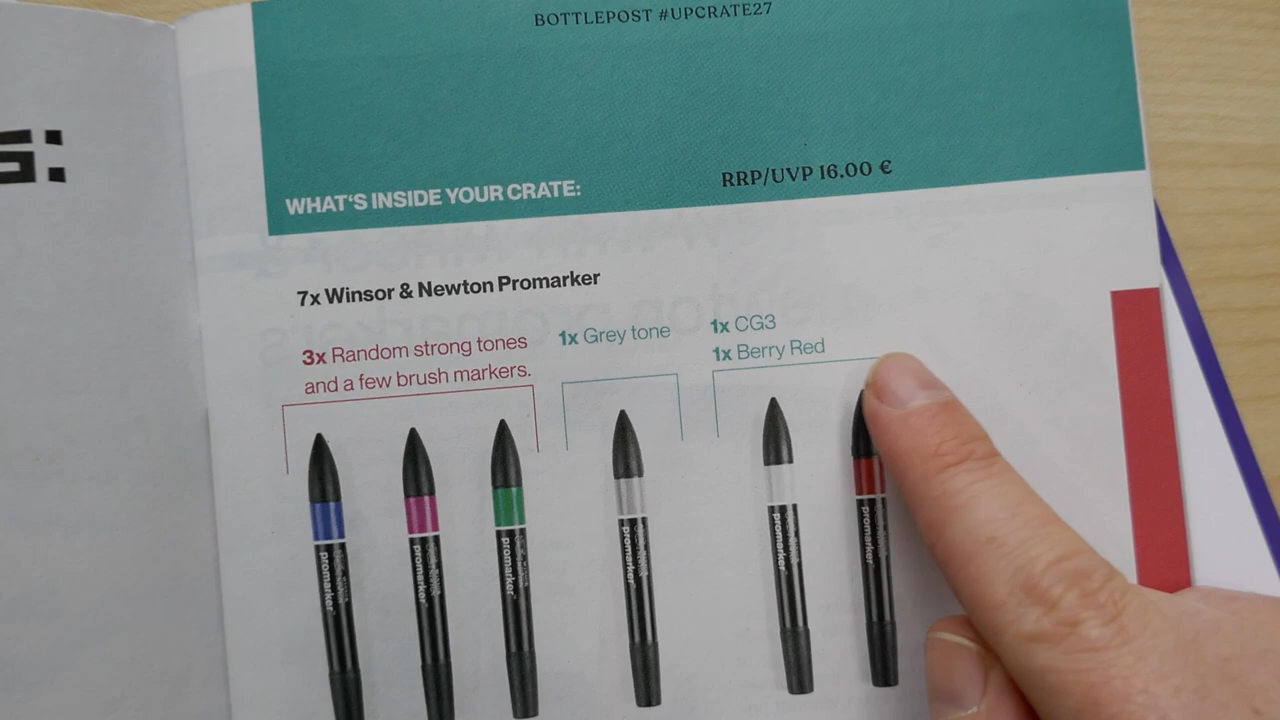 BOTTLEPOST #UPCRATE27
WHAT'S INSIDE YOUR CRATE:
RRP/UVP 16.00 €
7x Winsor & Newton Promarker
3x Random strong tones
and a few brush markers.
1x Grey tone
1x CG3
1x Berry Red
promarker
promarker
promarker
promarker
promarker
promarker